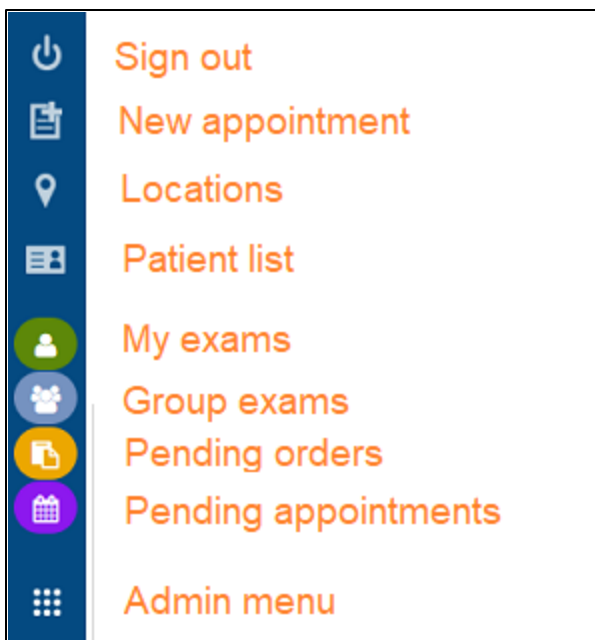 Sign out
New appointment
Locations
Patient list
My exams
Group exams
Pending orders
Pending appointments
Admin menu